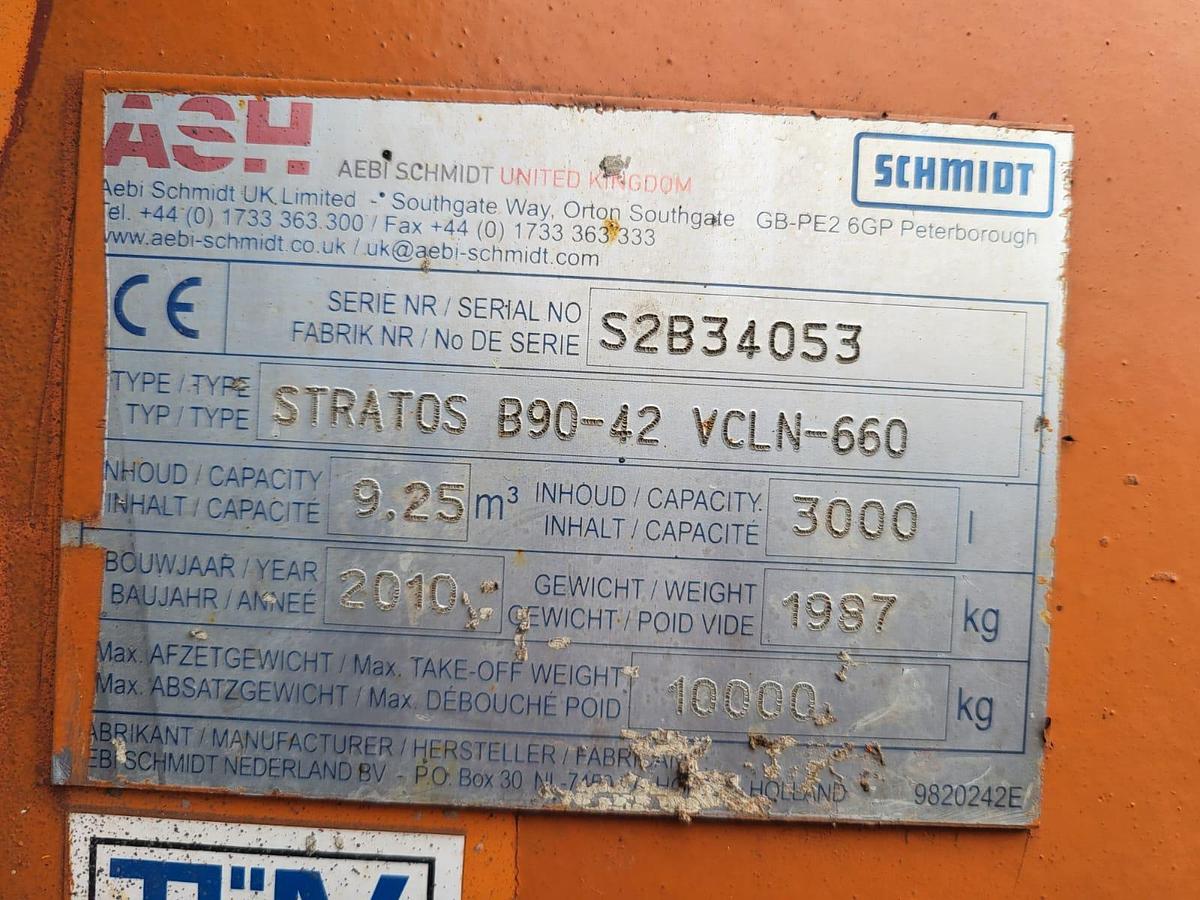 ASH
AEBI SCHMIDT UNITED KINGDOM
SCHMIDT
Aebi Schmidt UK Limited - Southgate Way, Orton Southgate GB-PE2 6GP Peterborough
Tel. +44 (0) 1733 363 300 / Fax +44 (0) 1733 363 333
www.aebi-schmidt.co.uk / uk@aebi-schmidt.com
CE
SERIE NR / SERIAL NO
FABRIK NR / No DE SERIE
S2B34053
TYPE / TYPE
TYP / TYPE
STRATOS B90-42 VCLN-660
INHOUD / CAPACITY
INHALT / CAPACITÉ
9,25 m³
INHOUD / CAPACITY
INHALT / CAPACITÉ
3000 l
BOUWJAAR / YEAR
BAUJAHR / ANNEÉ
2010
GEWICHT / WEIGHT
GEWICHT / POID VIDE
1987 kg
Max. AFZETGEWICHT / Max. TAKE-OFF WEIGHT
Max. ABSATZGEWICHT / Max. DÉBOUCHÉ POID
10000 kg
FABRIKANT / MANUFACTURER / HERSTELLER /
AEBI SCHMIDT NEDERLAND BV - P.O. Box 30 HOLLAND
9820242E
TÜV